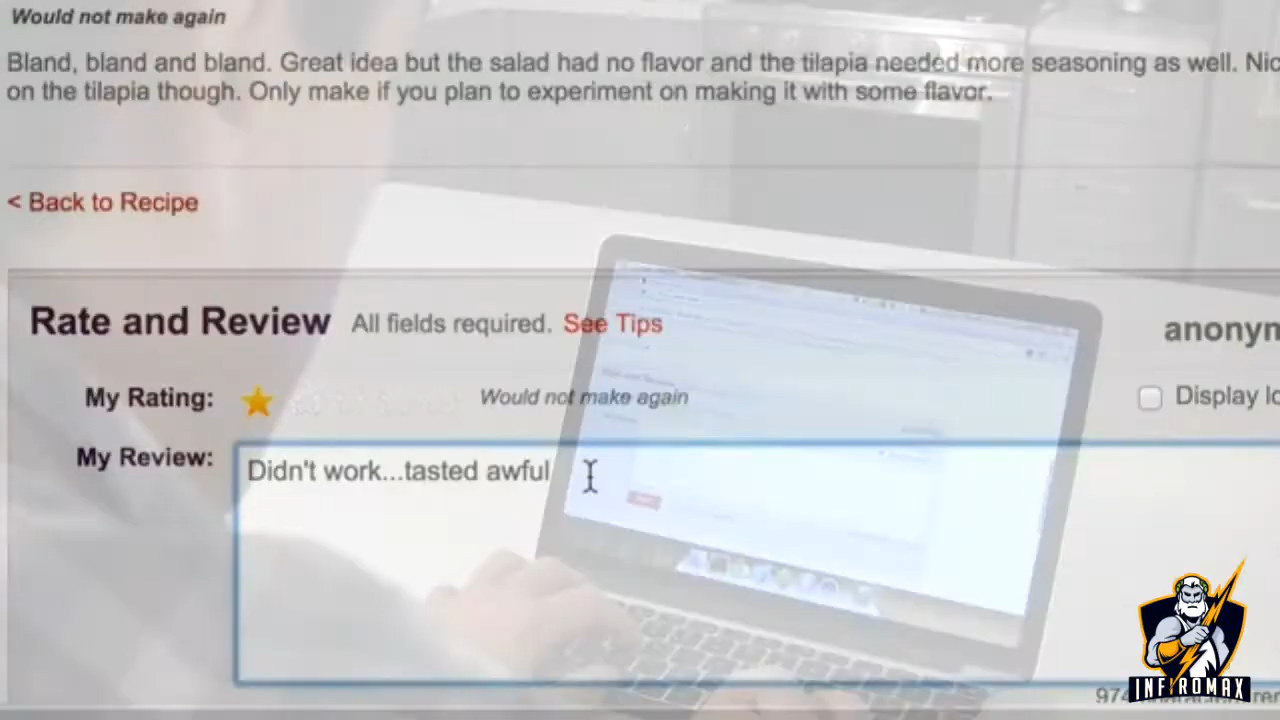 Would not make again
Bland, bland and bland. Great idea but the salad had no flavor and the tilapia needed more seasoning as well. Nic
on the tilapia though. Only make if you plan to experiment on making it with some flavor.
< Back to Recipe
Rate and Review All fields required. See Tips
anonym
My Rating: Would not make again
Display lo
My Review: Didn't work...tasted awful
974
INFIROMAX